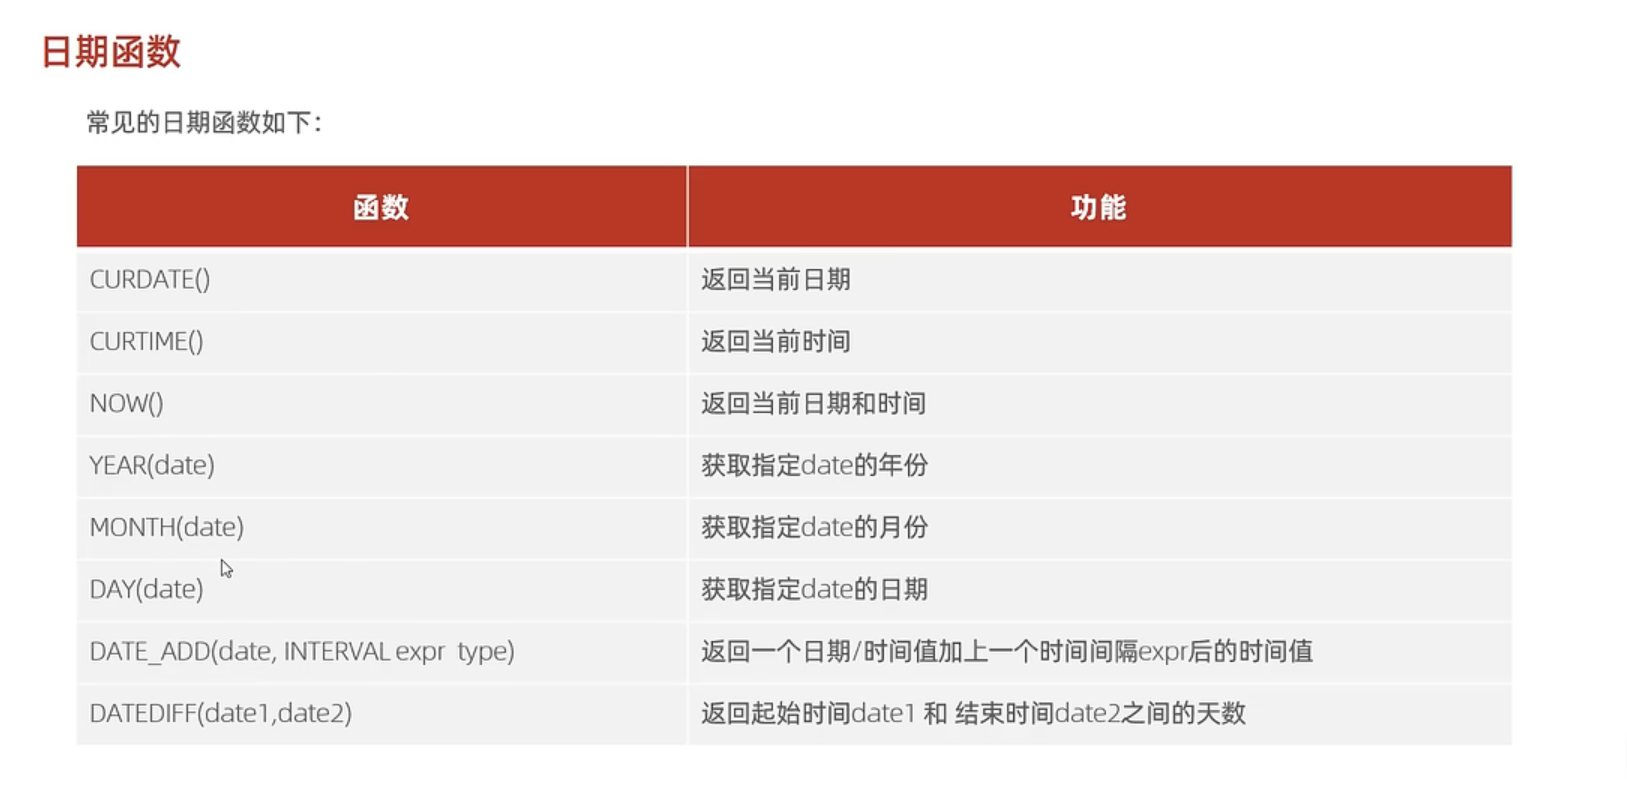 日期函数
常见的日期函数如下：
函数 功能
CURDATE() 返回当前日期
CURTIME() 返回当前时间
NOW() 返回当前日期和时间
YEAR(date) 获取指定date的年份
MONTH(date) 获取指定date的月份
DAY(date) 获取指定date的日期
DATE_ADD(date, INTERVAL expr type) 返回一个日期/时间值加上一个时间间隔expr后的时间值
DATEDIFF(date1,date2) 返回起始时间date1 和 结束时间date2之间的天数